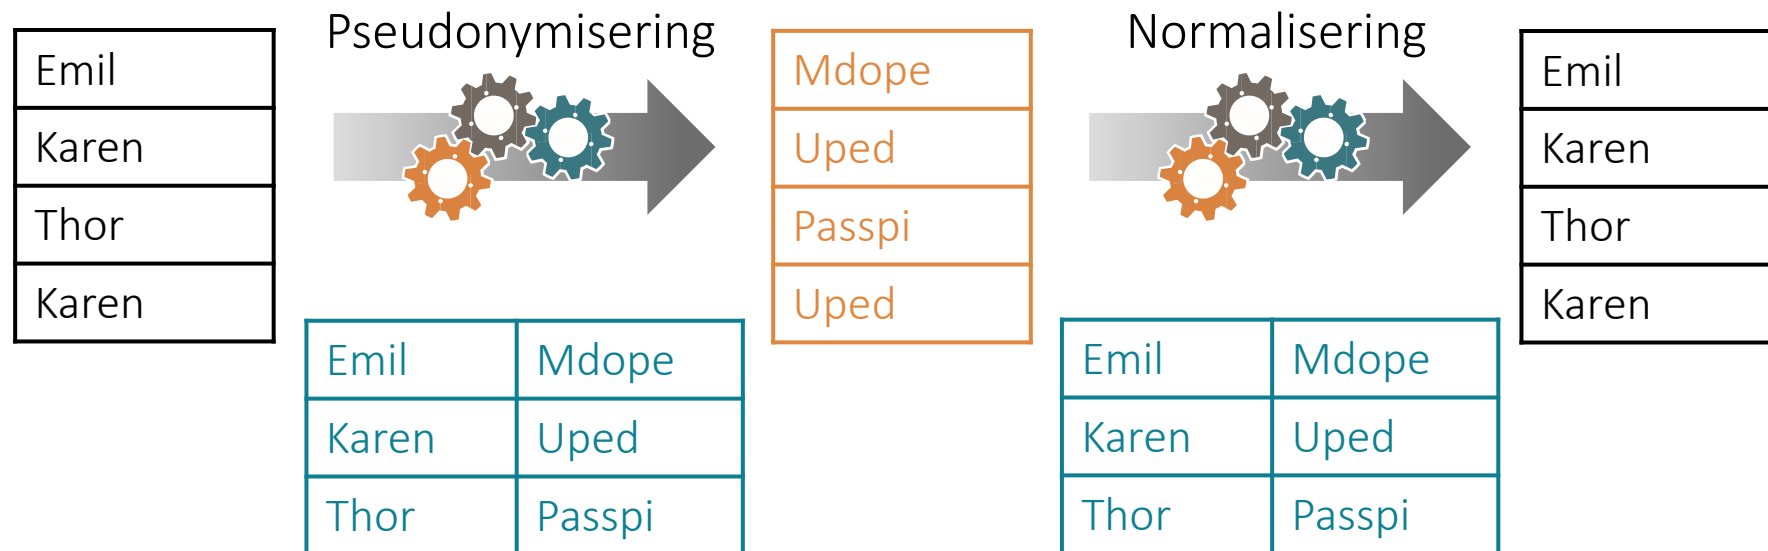 Pseudonymisering
Normalisering
Emil
Karen
Thor
Karen
Emil Mdope
Karen Uped
Thor Passpi
Mdope
Uped
Passpi
Uped
Emil Mdope
Karen Uped
Thor Passpi
Emil
Karen
Thor
Karen